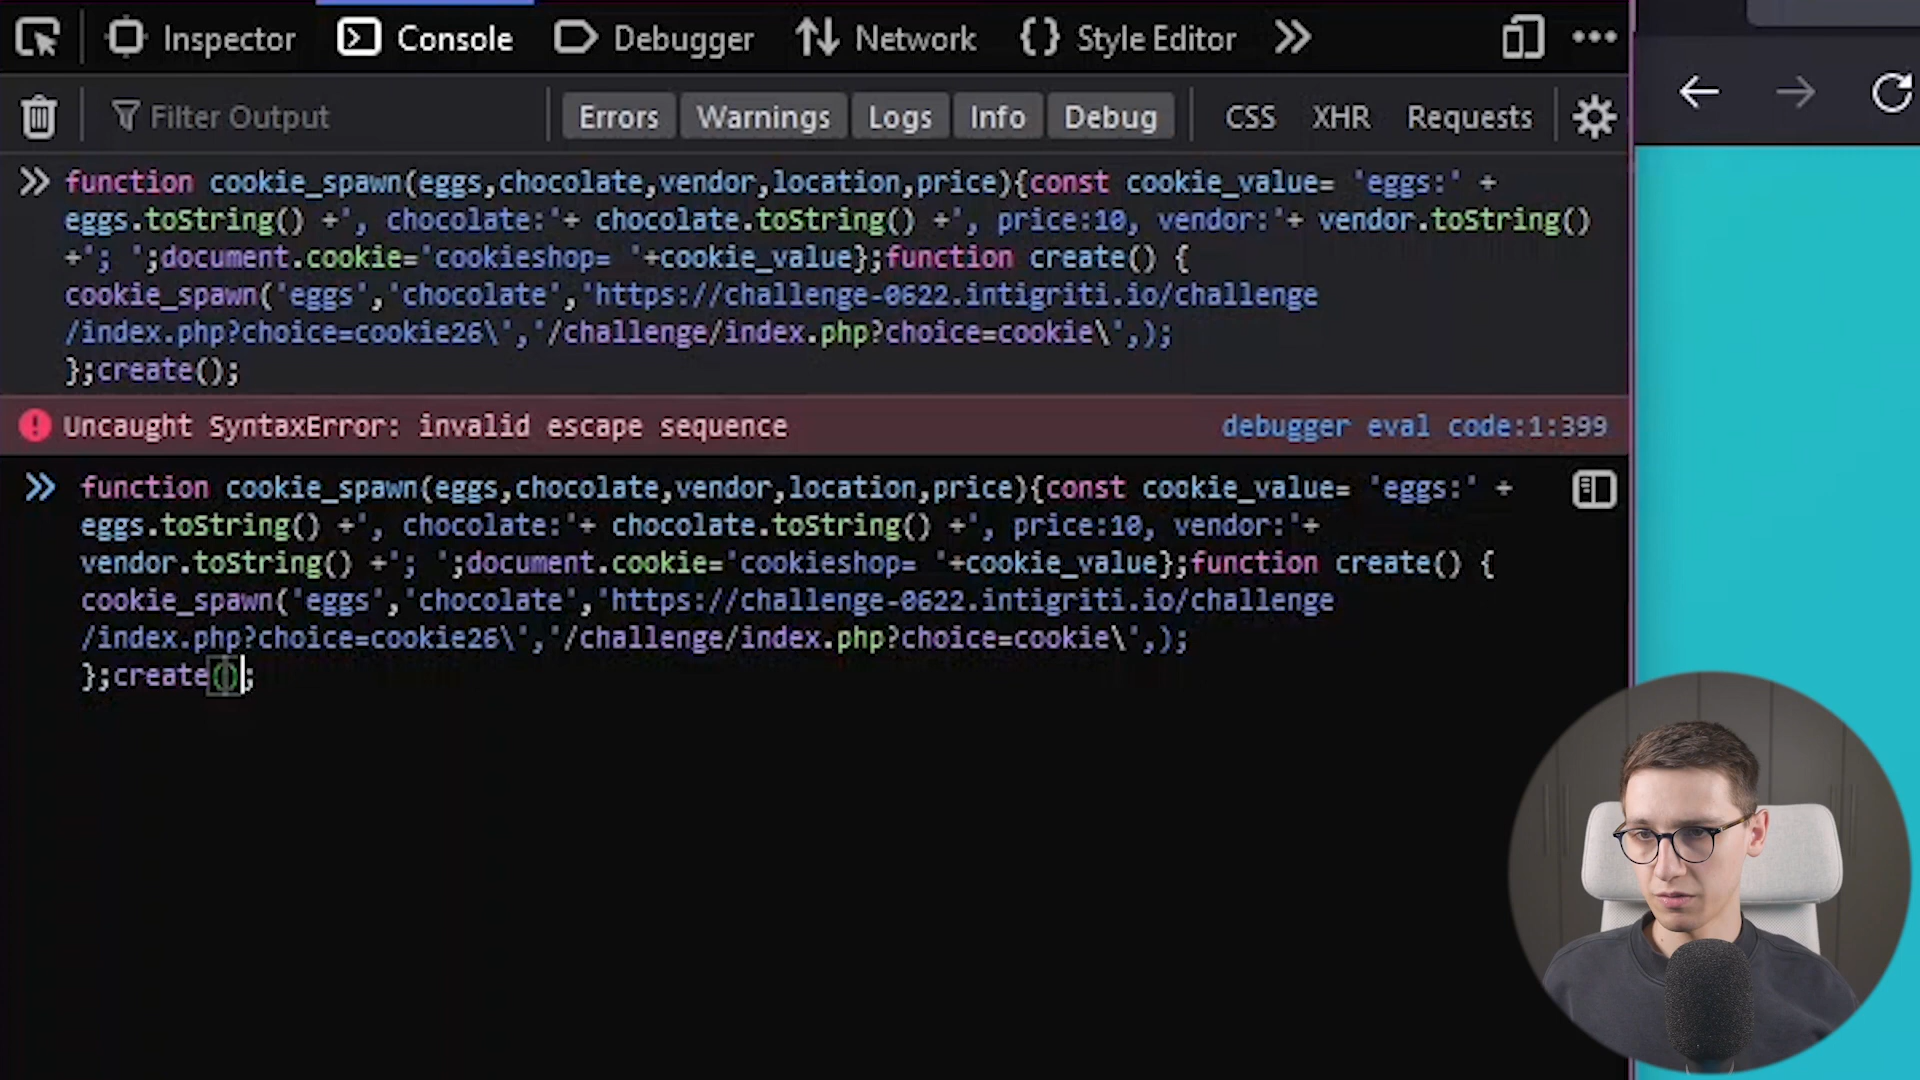 Inspector Console Debugger Network Style Editor
Filter Output Errors Warnings Logs Info Debug CSS XHR Requests
function cookie_spawn(eggs,chocolate,vendor,location,price){const cookie_value= 'eggs:' +
eggs.toString() +', chocolate:'+ chocolate.toString() +', price:10, vendor:'+ vendor.toString()
+'; ';document.cookie='cookieshop= '+cookie_value};function create() {
cookie_spawn('eggs','chocolate','https://challenge-0622.intigriti.io/challenge
/index.php?choice=cookie26\','/challenge/index.php?choice=cookie\',);
};create();
Uncaught SyntaxError: invalid escape sequence debugger eval code:1:399
function cookie_spawn(eggs,chocolate,vendor,location,price){const cookie_value= 'eggs:' +
eggs.toString() +', chocolate:'+ chocolate.toString() +', price:10, vendor:'+
vendor.toString() +'; ';document.cookie='cookieshop= '+cookie_value};function create() {
cookie_spawn('eggs','chocolate','https://challenge-0622.intigriti.io/challenge
/index.php?choice=cookie26\','/challenge/index.php?choice=cookie\',);
};create();